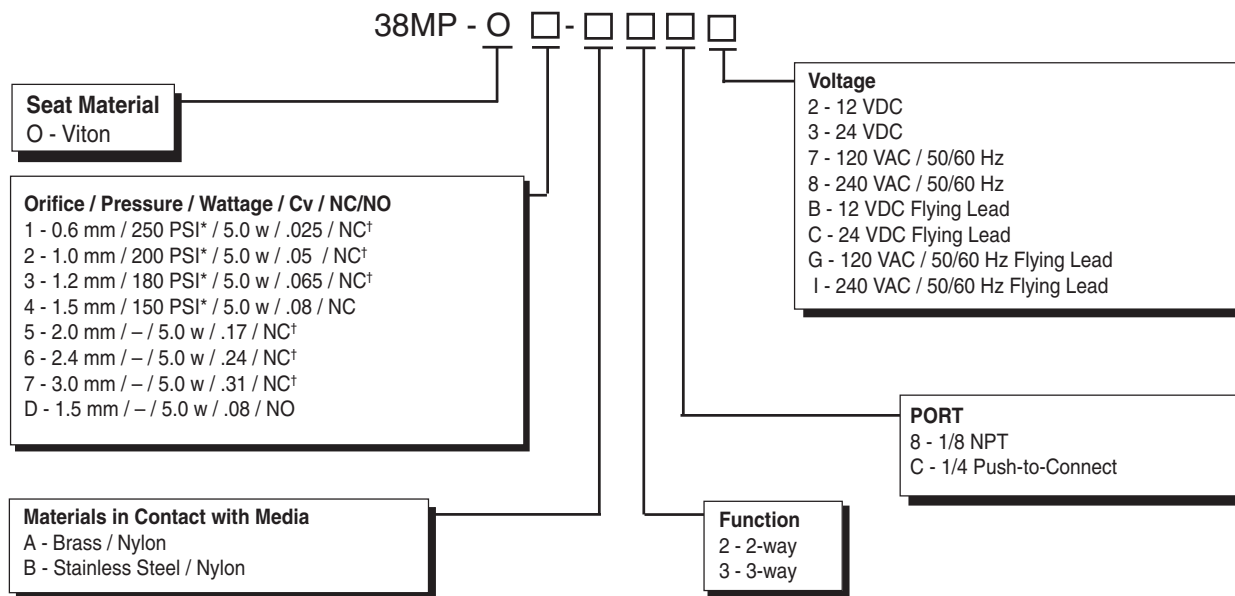 38MP - O □ - □ □ □ □
Seat Material
O - Viton
Orifice / Pressure / Wattage / Cv / NC/NO
1 - 0.6 mm / 250 PSI* / 5.0 w / .025 / NC†
2 - 1.0 mm / 200 PSI* / 5.0 w / .05 / NC†
3 - 1.2 mm / 180 PSI* / 5.0 w / .065 / NC†
4 - 1.5 mm / 150 PSI* / 5.0 w / .08 / NC
5 - 2.0 mm / – / 5.0 w / .17 / NC†
6 - 2.4 mm / – / 5.0 w / .24 / NC†
7 - 3.0 mm / – / 5.0 w / .31 / NC†
D - 1.5 mm / – / 5.0 w / .08 / NO
Materials in Contact with Media
A - Brass / Nylon
B - Stainless Steel / Nylon
Function
2 - 2-way
3 - 3-way
PORT
8 - 1/8 NPT
C - 1/4 Push-to-Connect
Voltage
2 - 12 VDC
3 - 24 VDC
7 - 120 VAC / 50/60 Hz
8 - 240 VAC / 50/60 Hz
B - 12 VDC Flying Lead
C - 24 VDC Flying Lead
G - 120 VAC / 50/60 Hz Flying Lead
I - 240 VAC / 50/60 Hz Flying Lead